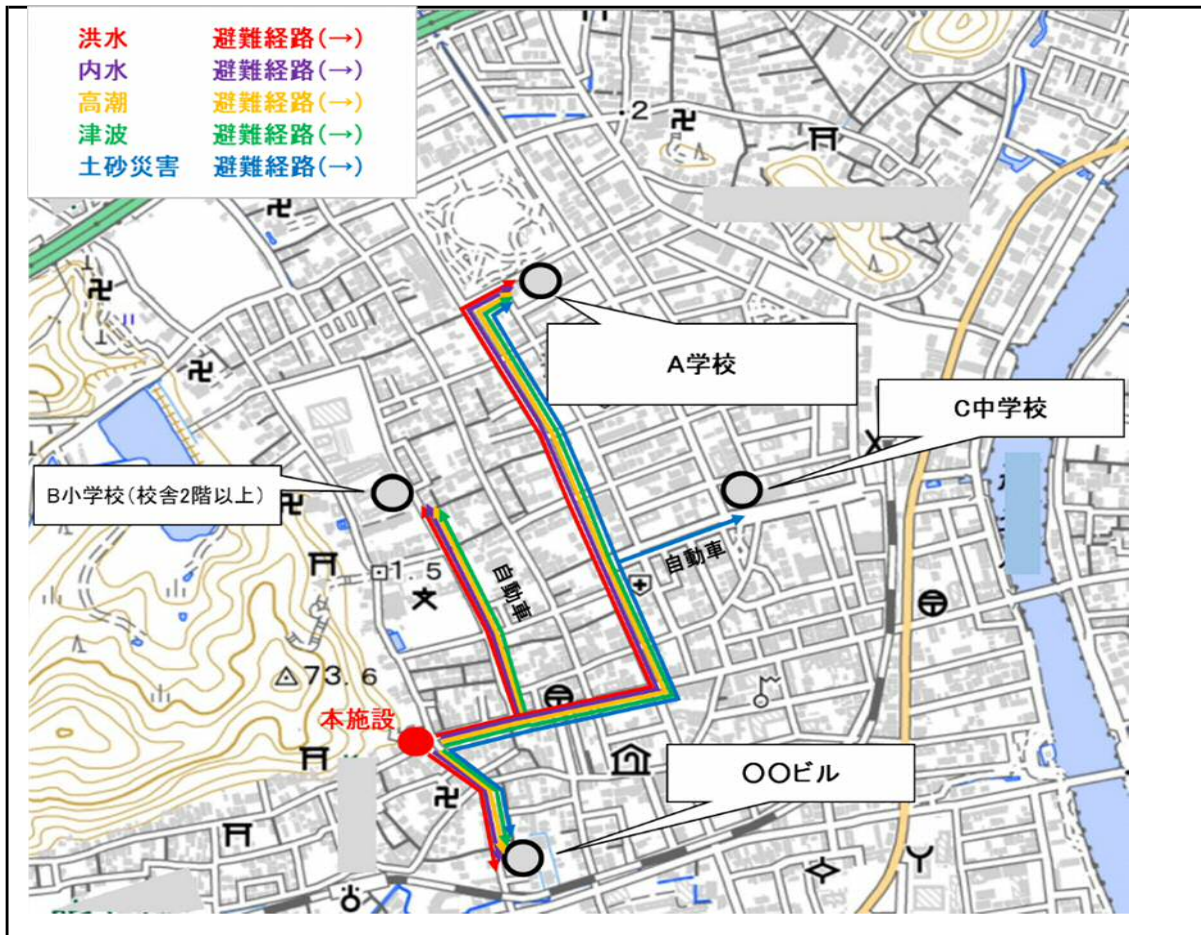 洪水 避難経路(→)
内水 避難経路(→)
高潮 避難経路(→)
津波 避難経路(→)
土砂災害 避難経路(→)
.2
A学校
C中学校
B小学校(校舎2階以上)
1.5
自動車
自動車
73.6
本施設
〇〇ビル